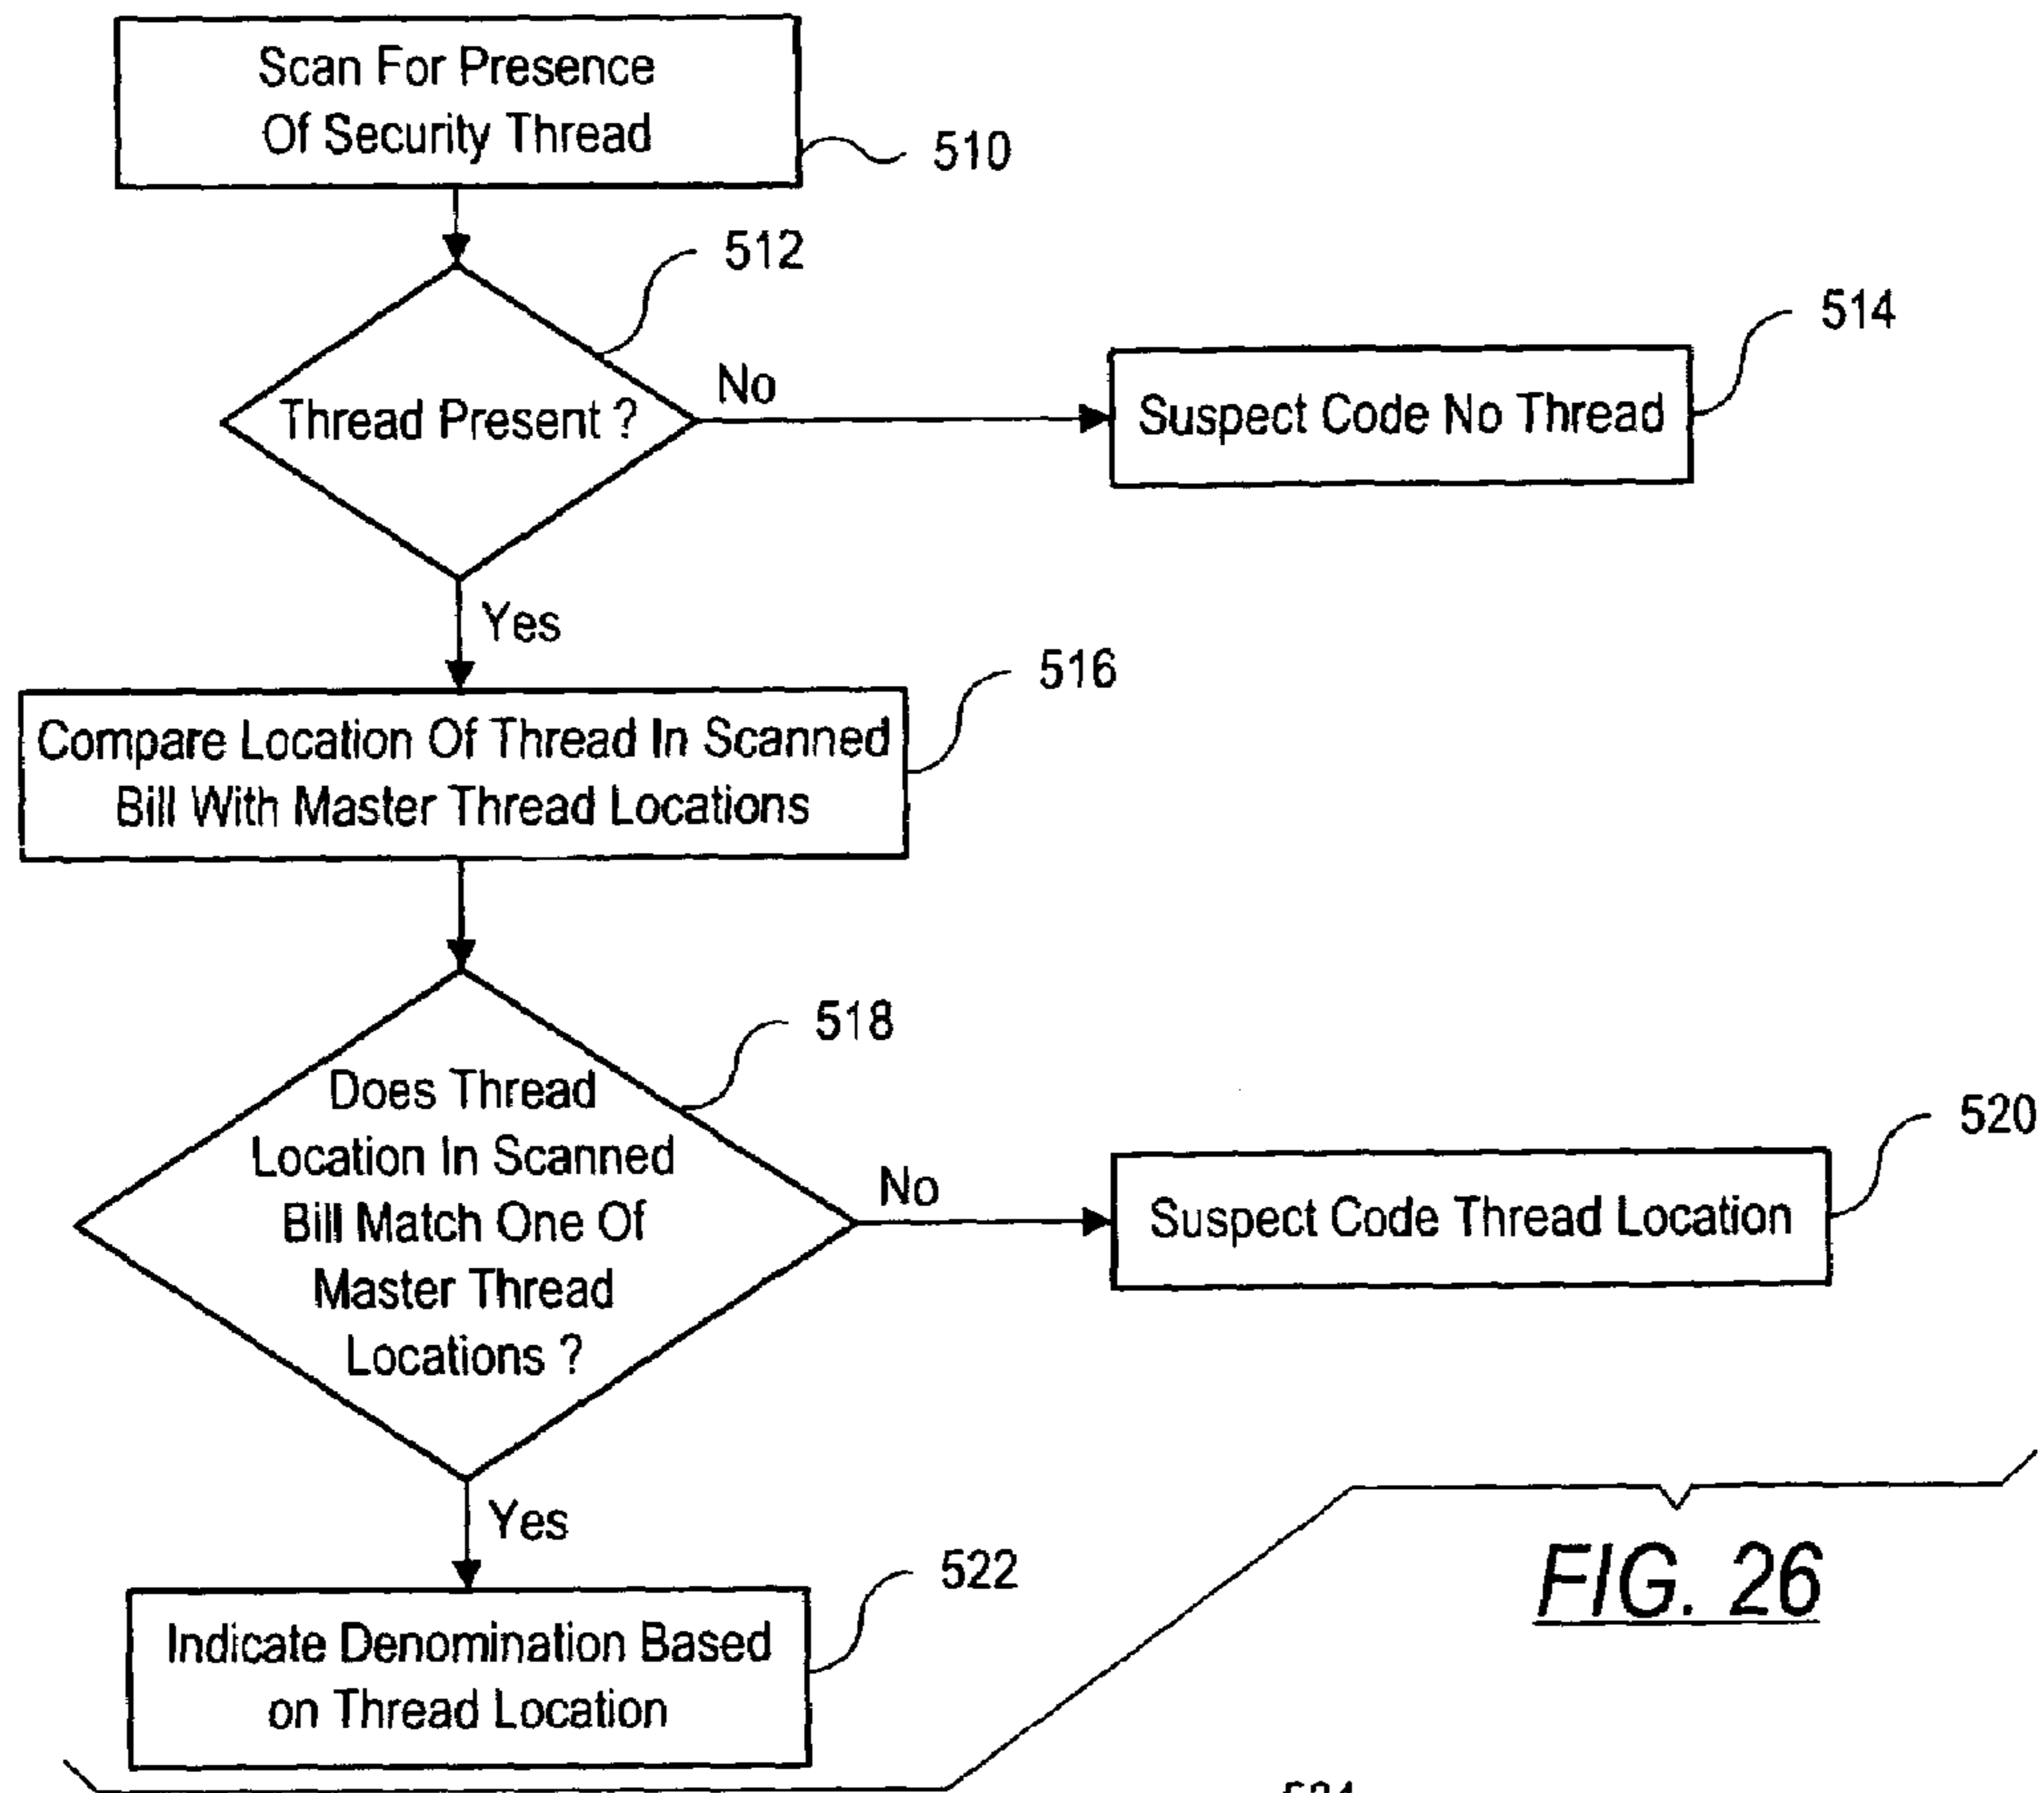 Scan For Presence
Of Security Thread
510
512
Thread Present ?
No
514
Suspect Code No Thread
Yes
516
Compare Location Of Thread In Scanned
Bill With Master Thread Locations
518
Does Thread
Location In Scanned
Bill Match One Of
Master Thread
Locations ?
No
520
Suspect Code Thread Location
Yes
522
Indicate Denomination Based
on Thread Location
FIG. 26